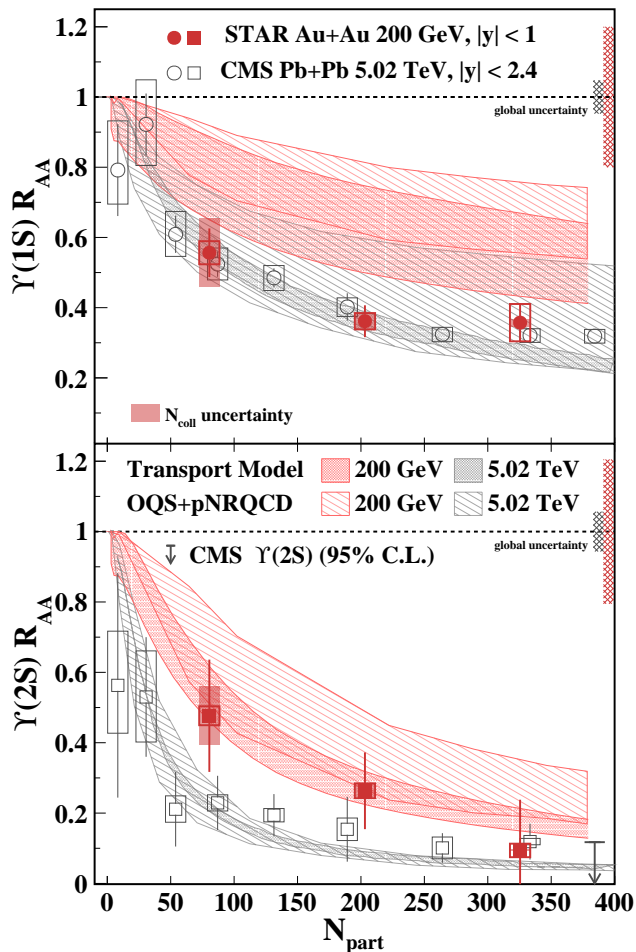 1.2
STAR Au+Au 200 GeV, |y| < 1
CMS Pb+Pb 5.02 TeV, |y| < 2.4
1
global uncertainty
0.8
0.6
0.4
0.2
ϒ(1S) R_AA
N_coll uncertainty
1.2
Transport Model 200 GeV 5.02 TeV
OQS+pNRQCD 200 GeV 5.02 TeV
1
global uncertainty
CMS ϒ(2S) (95% C.L.)
0.8
0.6
0.4
0.2
0
ϒ(2S) R_AA
0 50 100 150 200 250 300 350 400
N_part